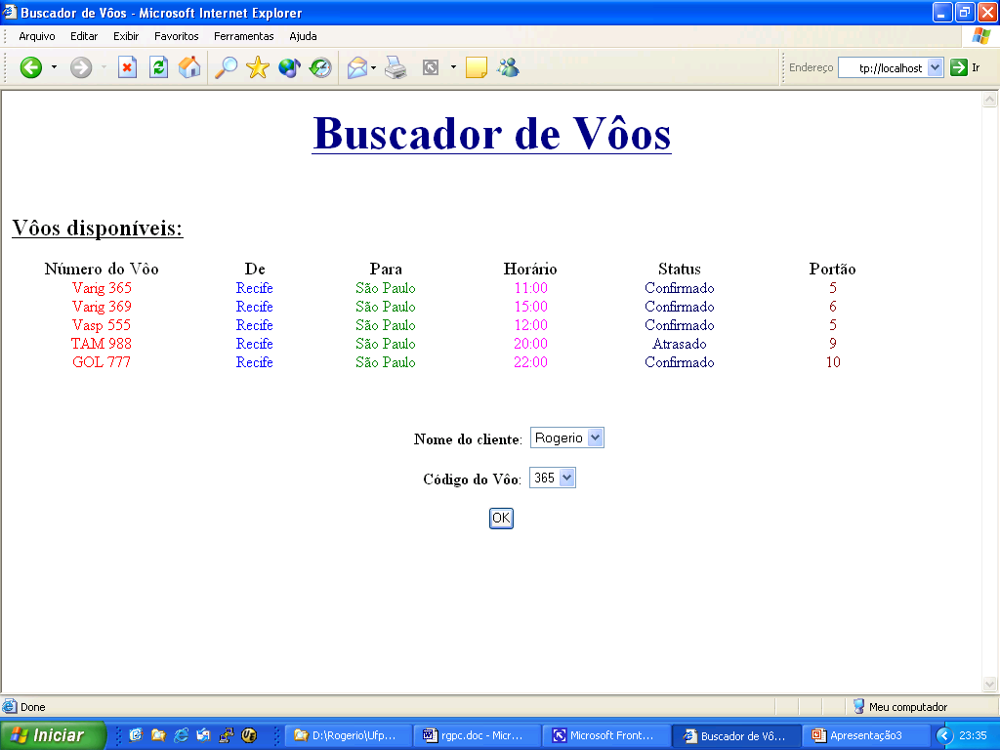 Buscador de Vôos - Microsoft Internet Explorer
Arquivo Editar Exibir Favoritos Ferramentas Ajuda
Endereço tp://localhost Ir
Buscador de Vôos
Vôos disponíveis:
Número do Vôo De Para Horário Status Portão
Varig 365 Recife São Paulo 11:00 Confirmado 5
Varig 369 Recife São Paulo 15:00 Confirmado 6
Vasp 555 Recife São Paulo 12:00 Confirmado 5
TAM 988 Recife São Paulo 20:00 Atrasado 9
GOL 777 Recife São Paulo 22:00 Confirmado 10
Nome do cliente: Rogerio
Código do Vôo: 365
OK
Done Meu computador
Iniciar D:\Rogerio\Ufp... rgpc.doc - Micr... Microsoft Front... Buscador de Vô... Apresentação3 23:35